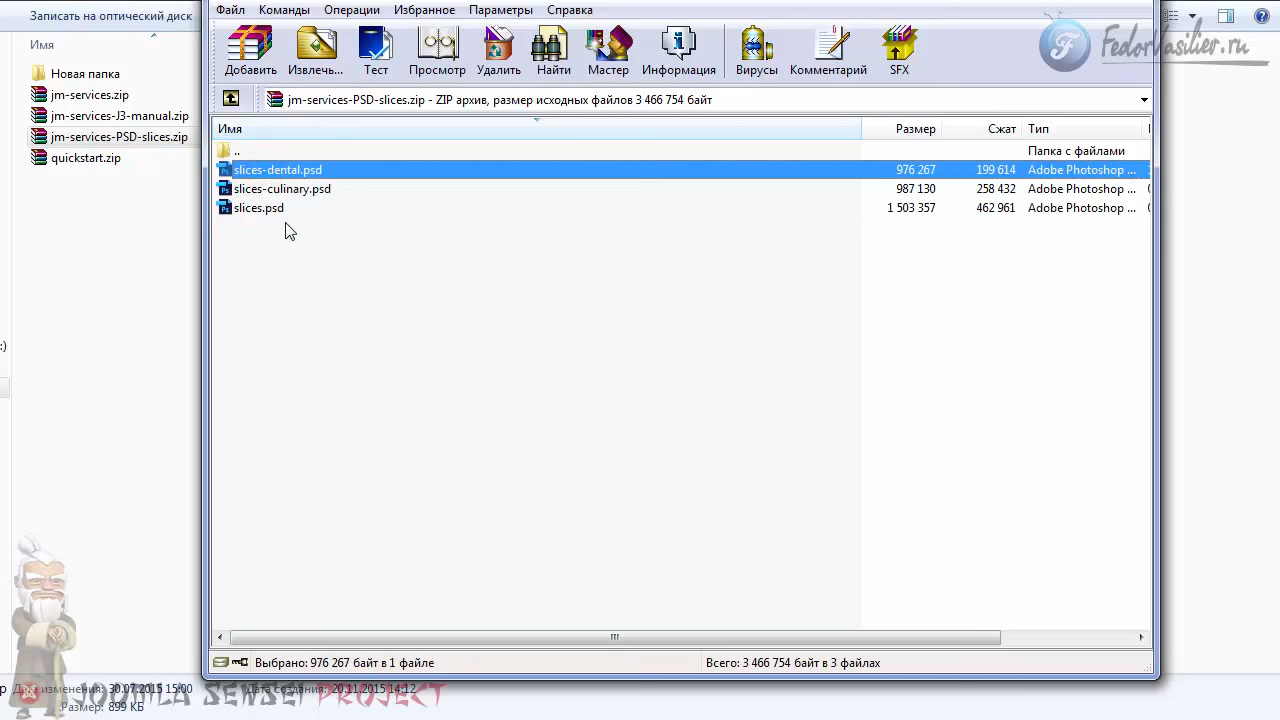 Записать на оптический диск
Имя
Новая папка
jm-services.zip
jm-services-J3-manual.zip
jm-services-PSD-slices.zip
quickstart.zip
:)
Файл Команды Операции Избранное Параметры Справка
Добавить Извлечь... Тест Просмотр Удалить Найти Мастер Информация Вирусы Комментарий SFX
jm-services-PSD-slices.zip - ZIP архив, размер исходных файлов 3 466 754 байт
Имя Размер Сжат Тип
.. Папка с файлами
slices-dental.psd 976 267 199 614 Adobe Photoshop ...
slices-culinary.psd 987 130 258 432 Adobe Photoshop ...
slices.psd 1 503 357 462 961 Adobe Photoshop ...
Выбрано: 976 267 байт в 1 файле Всего: 3 466 754 байт в 3 файлах
р Дата изменения: 30.07.2015 15:00 Дата создания: 20.11.2015 14:12
Размер: 899 КБ
JOOMLA SENSEI PROJECT
FedorVasilier.ru